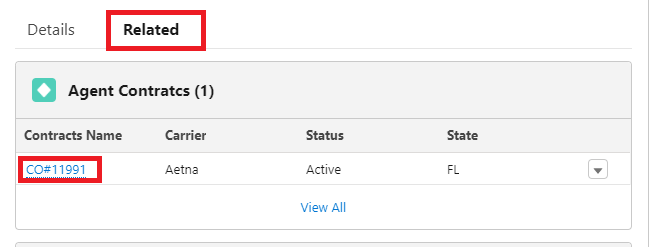 Details Related
Agent Contratcs (1)
Contracts Name Carrier Status State
CO#11991 Aetna Active FL
View All